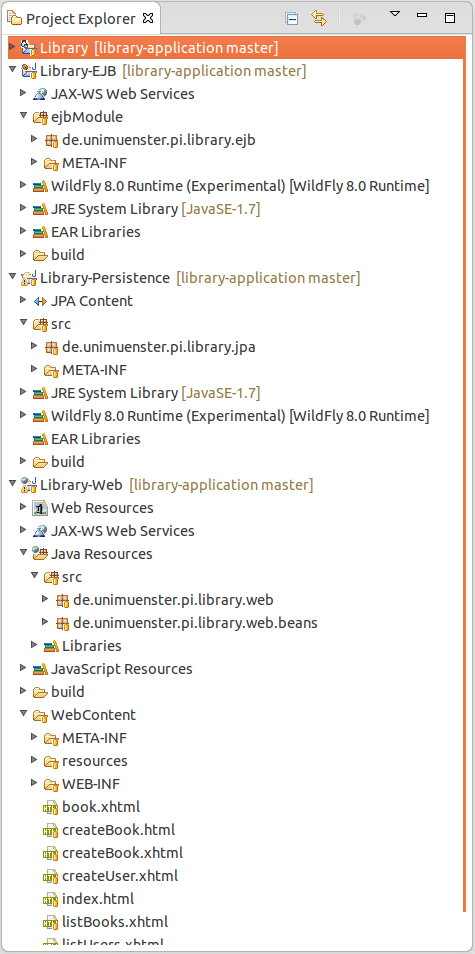 Project Explorer
Library [library-application master]
Library-EJB [library-application master]
JAX-WS Web Services
ejbModule
de.unimuenster.pi.library.ejb
META-INF
WildFly 8.0 Runtime (Experimental) [WildFly 8.0 Runtime]
JRE System Library [JavaSE-1.7]
EAR Libraries
build
Library-Persistence [library-application master]
JPA Content
src
de.unimuenster.pi.library.jpa
META-INF
JRE System Library [JavaSE-1.7]
WildFly 8.0 Runtime (Experimental) [WildFly 8.0 Runtime]
EAR Libraries
build
Library-Web [library-application master]
Web Resources
JAX-WS Web Services
Java Resources
src
de.unimuenster.pi.library.web
de.unimuenster.pi.library.web.beans
Libraries
JavaScript Resources
build
WebContent
META-INF
resources
WEB-INF
book.xhtml
createBook.html
createBook.xhtml
createUser.xhtml
index.html
listBooks.xhtml
listUsers.xhtml